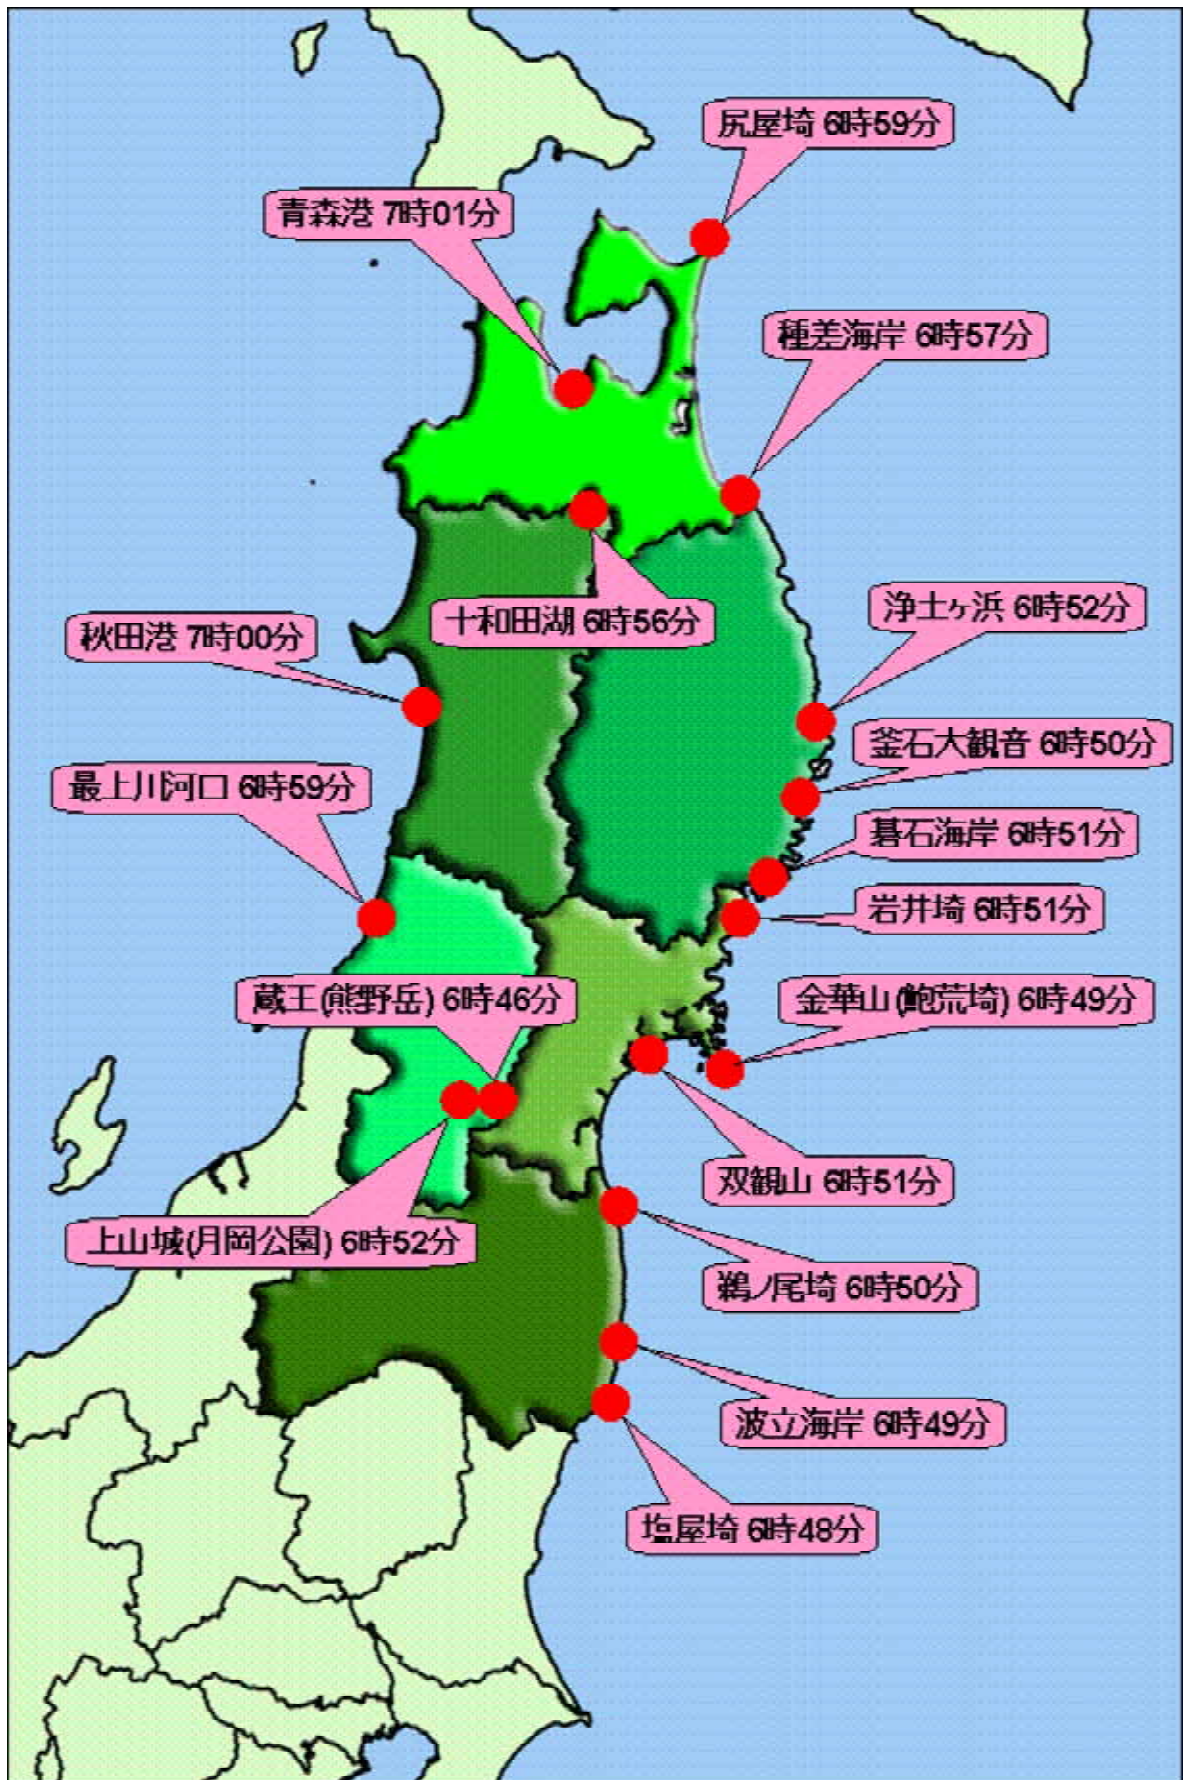 尻屋埼 6時59分
青森港 7時01分
種差海岸 6時57分
浄土ヶ浜 6時52分
十和田湖 6時56分
秋田港 7時00分
釜石大観音 6時50分
最上川河口 6時59分
碁石海岸 6時51分
岩井埼 6時51分
蔵王(熊野岳) 6時46分
金華山(鮑荒埼) 6時49分
双観山 6時51分
上山城(月岡公園) 6時52分
鵜ノ尾埼 6時50分
波立海岸 6時49分
塩屋埼 6時48分